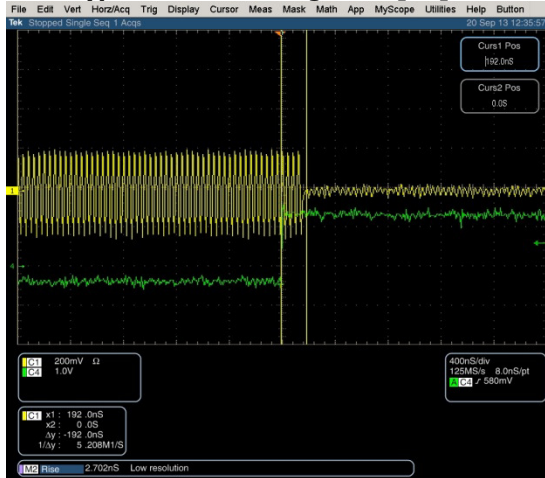 File Edit Vert Horz/Acq Trig Display Cursor Meas Mask Math App MyScope Utilities Help Button
Tek Stopped Single Seq 1 Acqs 20 Sep 13 12:35:57
Curs1 Pos
192.0nS
Curs2 Pos
0.0S
1
4
C1 200mV Ω
C4 1.0V
400nS/div
125MS/s 8.0nS/pt
A C4 / 580mV
C1 x1 : 192 .0nS
x2 : 0 .0S
Δy : -192 .0nS
1/Δy : 5 .208M1/S
M2 Rise 2.702nS Low resolution